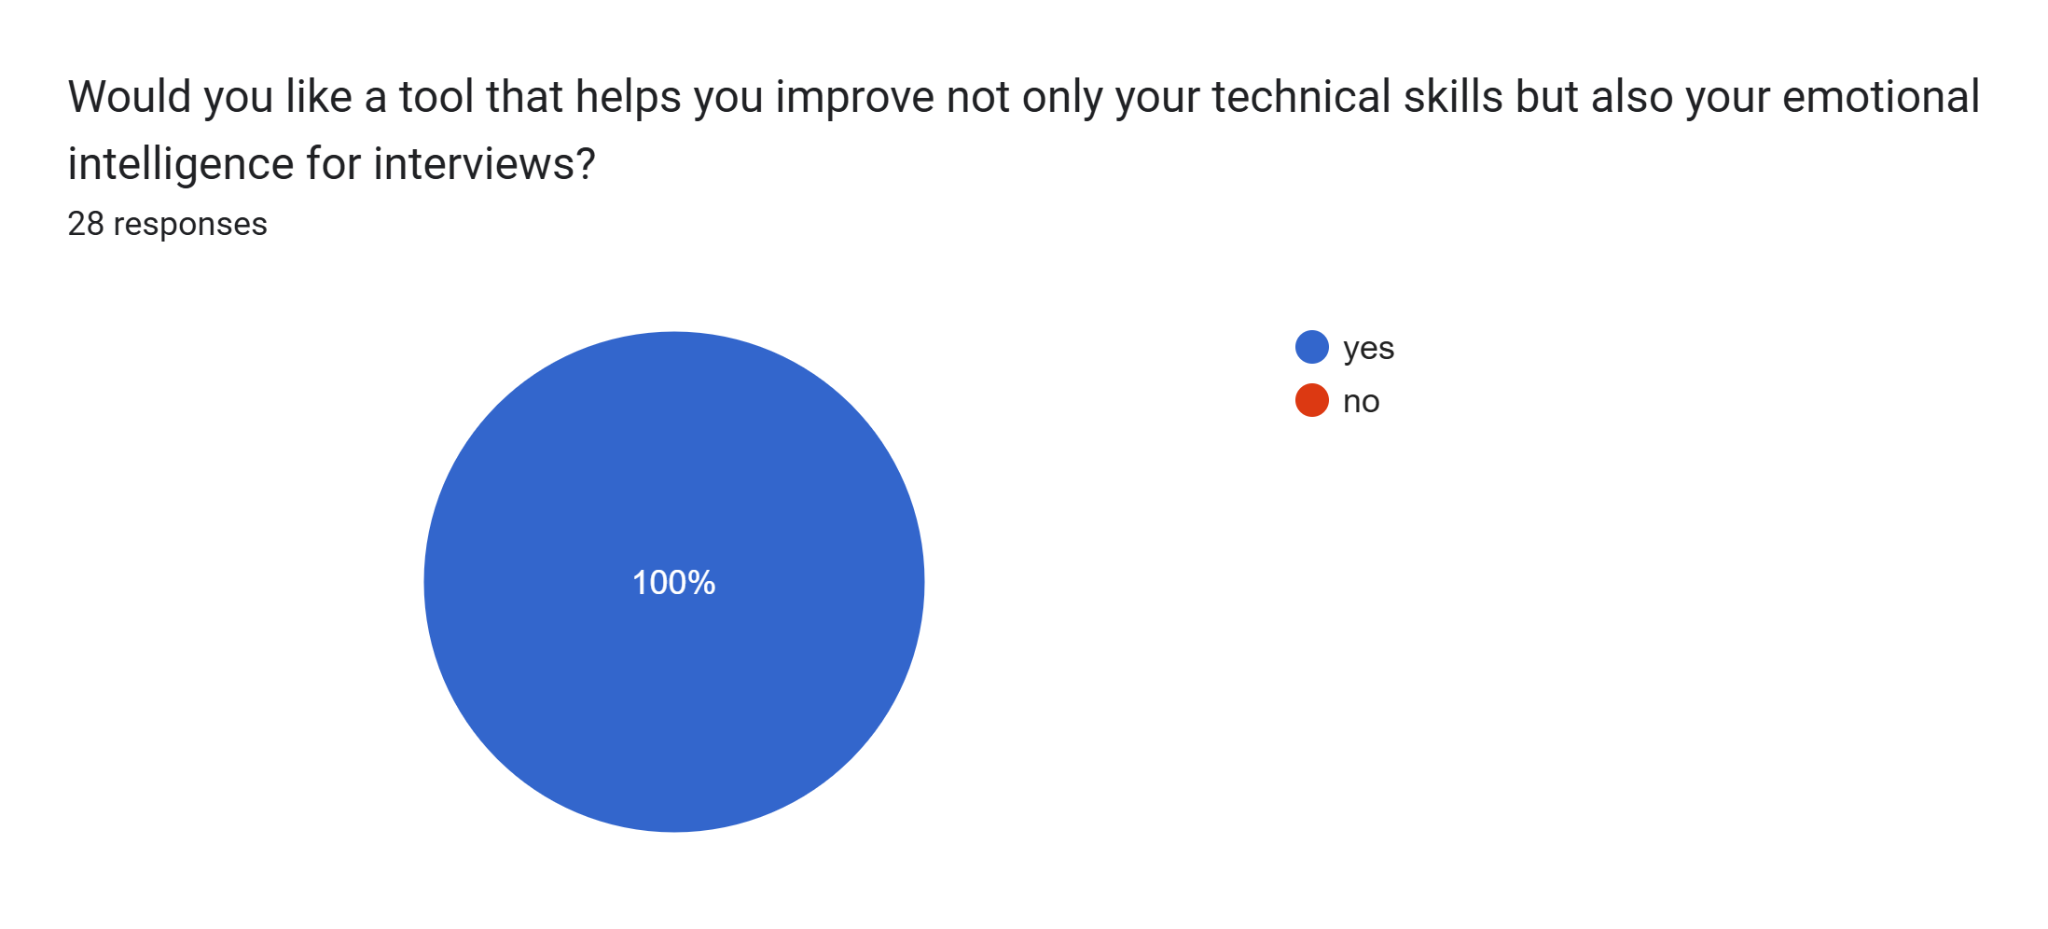 Would you like a tool that helps you improve not only your technical skills but also your emotional
intelligence for interviews?
28 responses
yes
no
100%